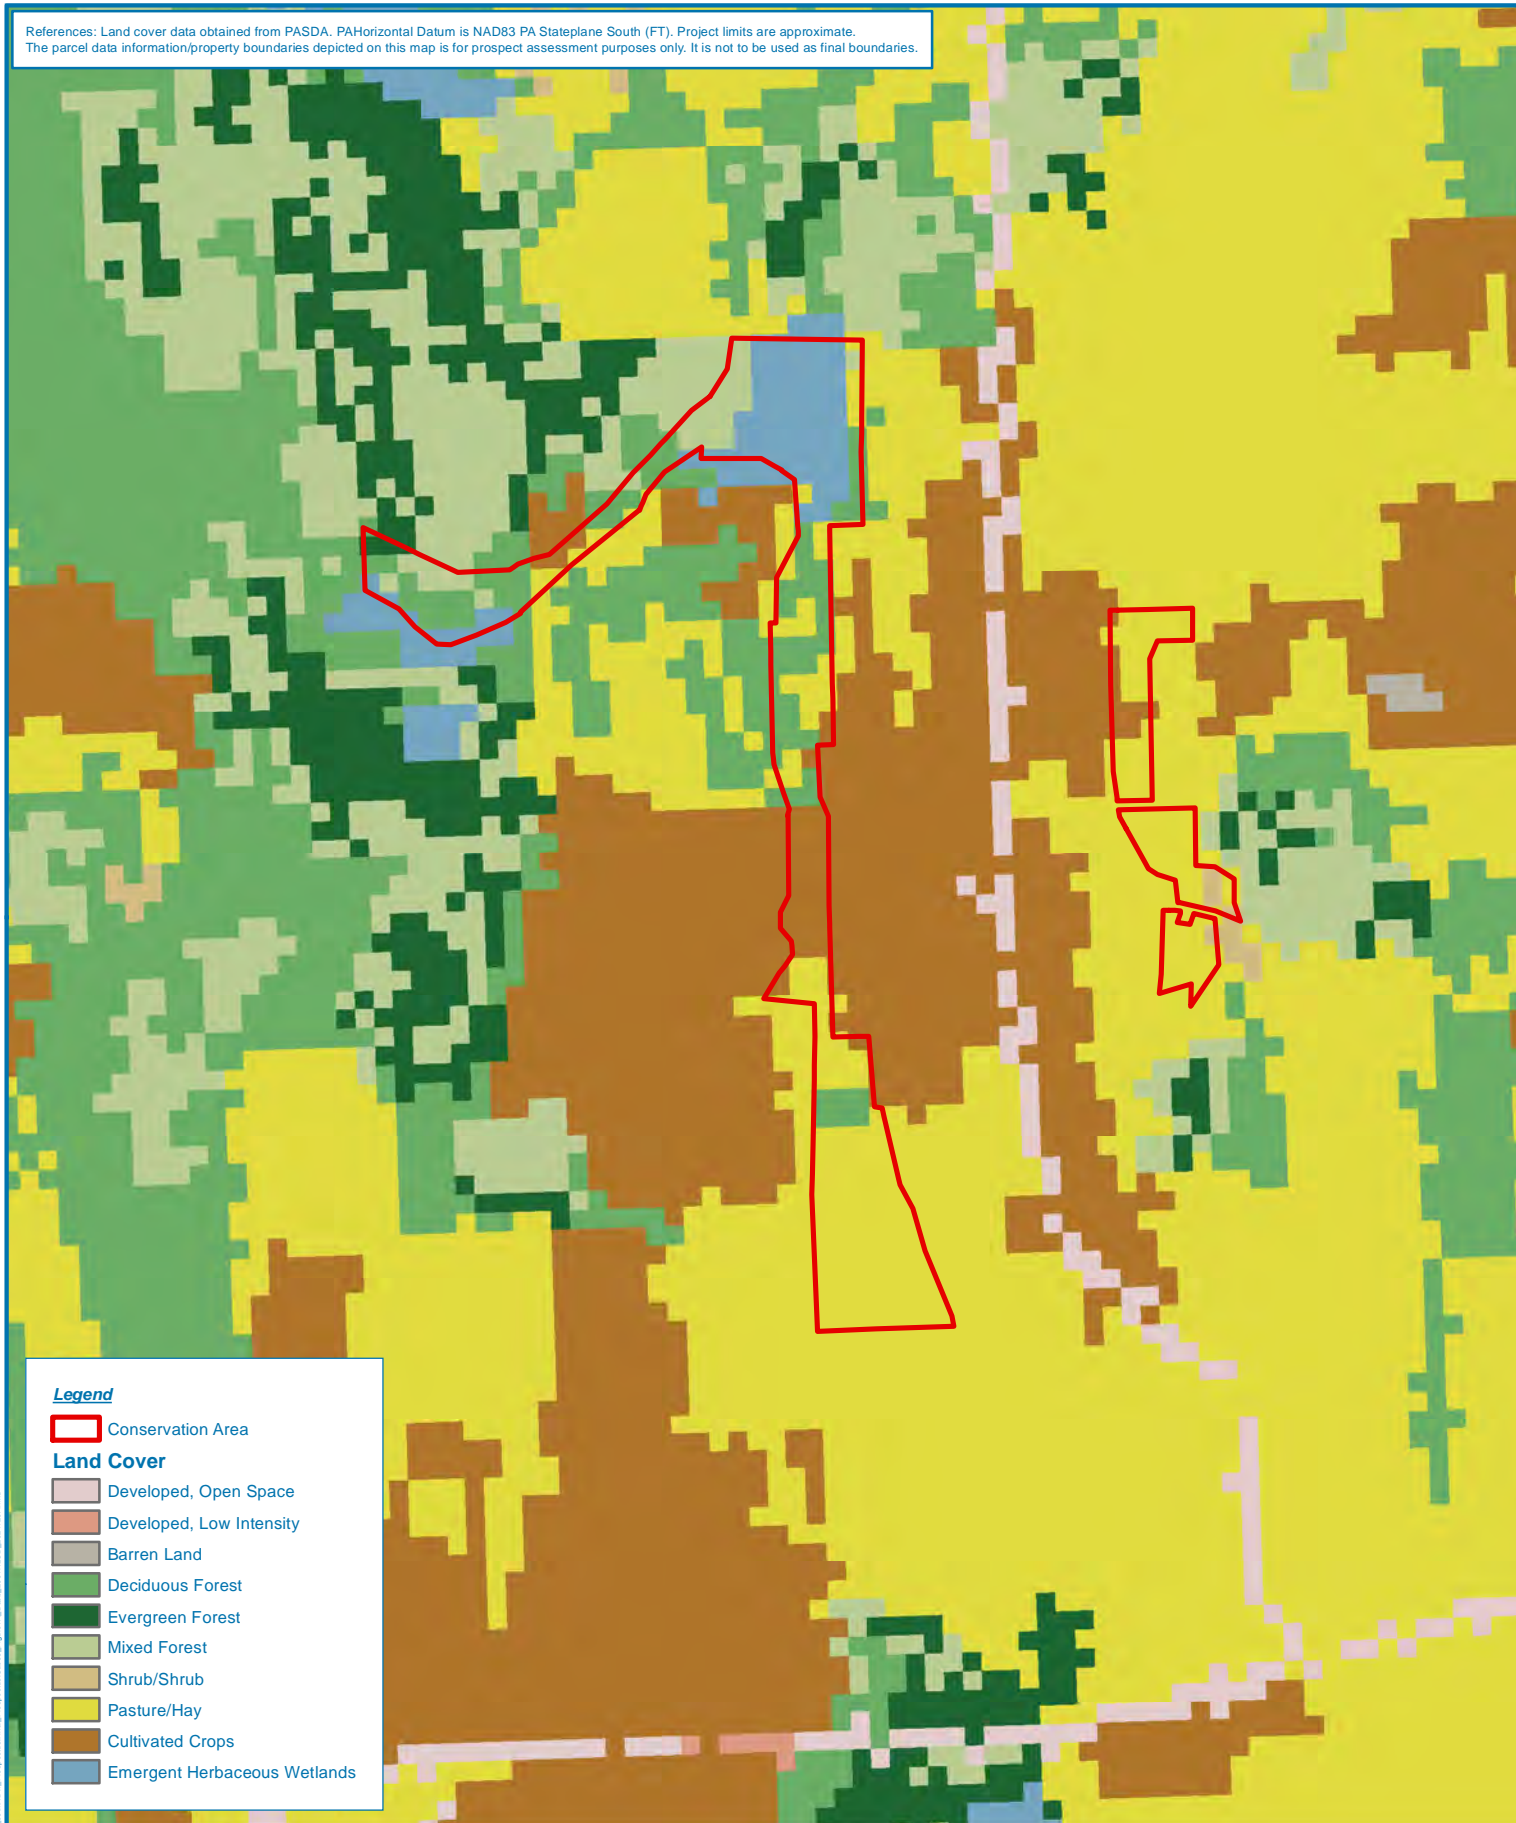 References: Land cover data obtained from PASDA. PAHorizontal Datum is NAD83 PA Stateplane South (FT). Project limits are approximate.
The parcel data information/property boundaries depicted on this map is for prospect assessment purposes only. It is not to be used as final boundaries.
Legend
Conservation Area
Land Cover
Developed, Open Space
Developed, Low Intensity
Barren Land
Deciduous Forest
Evergreen Forest
Mixed Forest
Shrub/Shrub
Pasture/Hay
Cultivated Crops
Emergent Herbaceous Wetlands